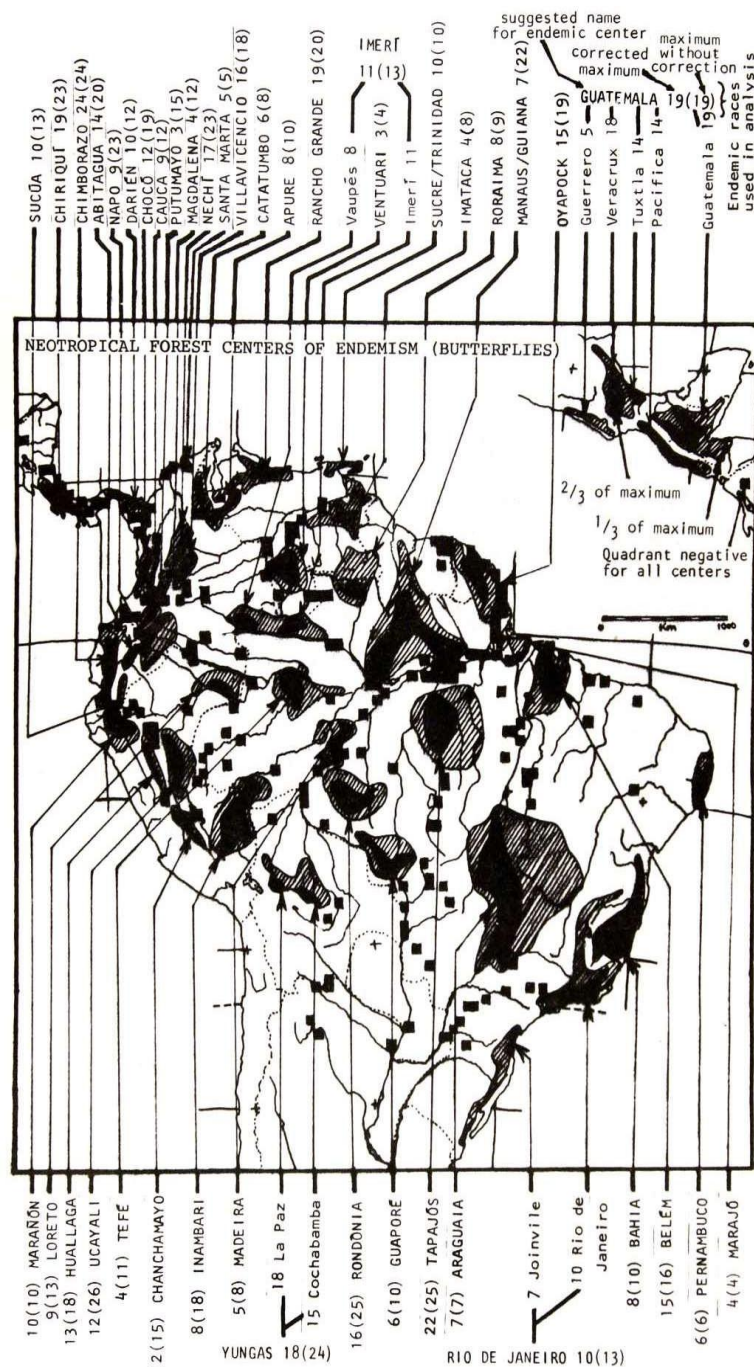 SUCÚA 10(13)
CHIRIQUÍ 19(23)
CHIMBORAZO 24(24)
ABITAGUA 14(20)
NAPO 9(23)
DARIÉN 10(12)
CHOCÓ 12(19)
CAUCA 9(12)
PUTUMAYO 3(15)
MAGDALENA 4(12)
NECHÍ 17(23)
SANTA MARTA 5(5)
VILLAVICENCIO 16(18)
CATATUMBO 6(8)
APURE 8(10)
RANCHO GRANDE 19(20)
IMERÍ
11(13)
Vaupés 8
VENTUARI 3(4)
Imerí 11
SUCRE/TRINIDAD 10(10)
IMATACA 4(8)
RORAIMA 8(9)
MANAUS/GUIANA 7(22)
OYAPOCK 15(19)
suggested name
for endemic center
corrected
maximum
maximum
without
correction
GUATEMALA 19(19)
Guerrero 5
Veracrux 18
Tuxtla 14
Pacífica 14
Guatemala 19
Endemic races
used in analysis
NEOTROPICAL FOREST CENTERS OF ENDEMISM (BUTTERFLIES)
2/3 of maximum
1/3 of maximum
Quadrant negative
for all centers
0 Km 1000
10(10) MARAÑÓN
9(13) LORETO
13(18) HUALLAGA
12(26) UCAYALI
4(11) TEFÉ
2(15) CHANCHAMAYO
8(18) INAMBARI
5(8) MADEIRA
18 La Paz
15 Cochabamba
YUNGAS 18(24)
16(25) RONDÔNIA
6(10) GUAPORÉ
22(25) TAPAJÓS
7(7) ARAGUAIA
7 Joinville
10 Rio de
Janeiro
RIO DE JANEIRO 10(13)
8(10) BAHIA
15(16) BELÉM
6(6) PERNAMBUCO
4(4) MARAJÓ